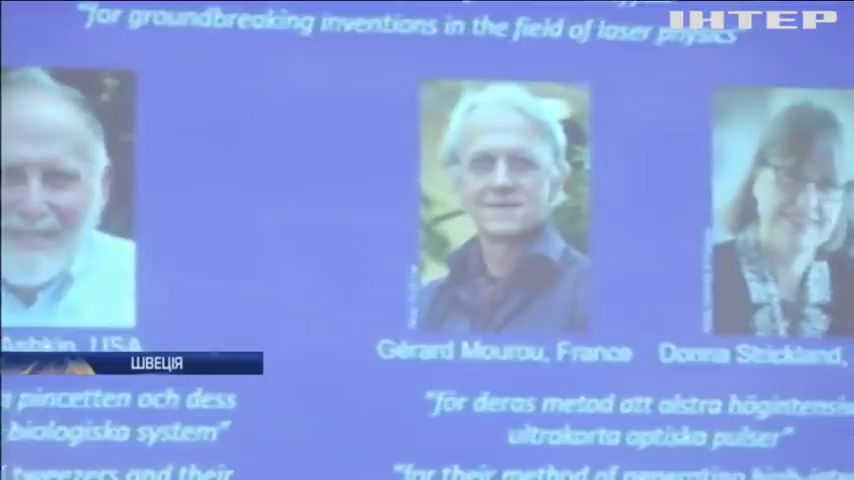 ІНТЕР
"for groundbreaking inventions in the field of laser physics"
Ashkin, USA
Gérard Mourou, France
Donna Strickland,
ШВЕЦІЯ
pincetten och dess
biologiska system"
"för deras metod att alstra högintensiva
ultrakorta optiska pulser"
tweezers and their
"for their method of generating high-inte